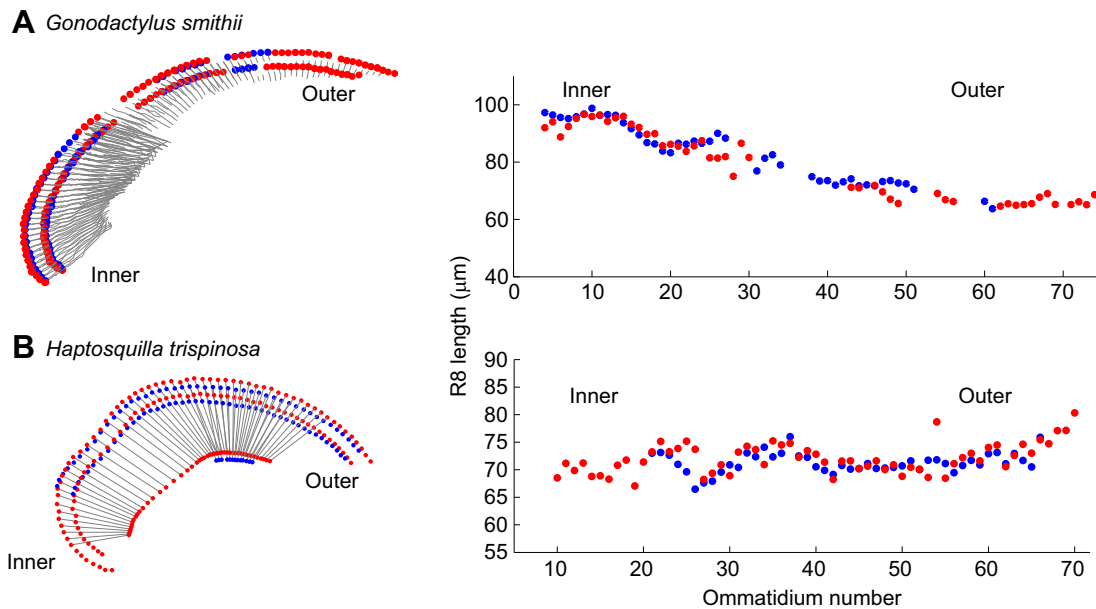 A Gonodactylus smithii
Outer
Inner
Inner
Outer
100
80
60
40
0 10 20 30 40 50 60 70
R8 length (μm)
B Haptosquilla trispinosa
Outer
Inner
Inner
Outer
90
85
80
75
70
65
60
55
10 20 30 40 50 60 70
Ommatidium number